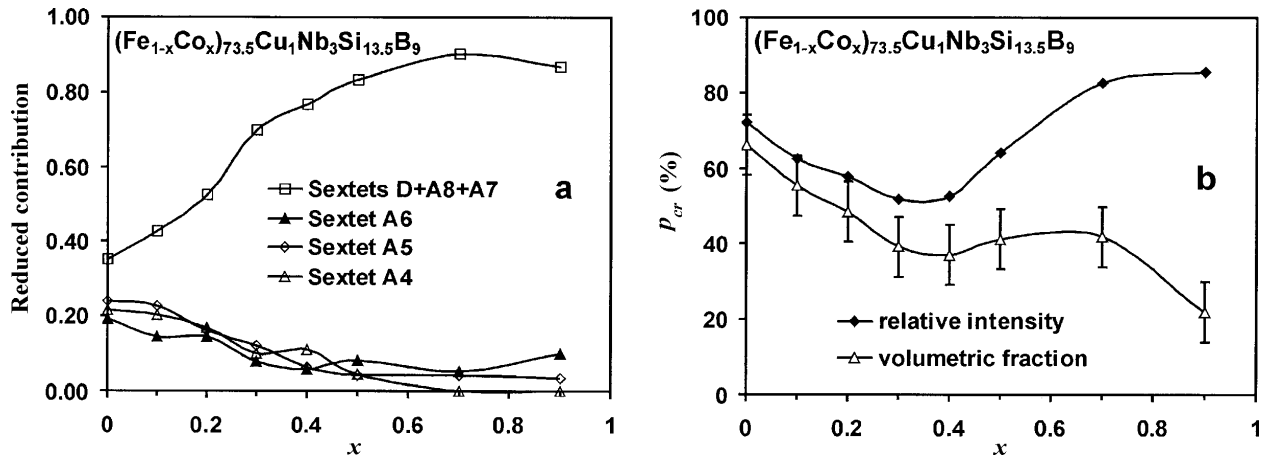 (Fe1-xCox)73.5Cu1Nb3Si13.5B9
Reduced contribution
1.00
0.80
0.60
0.40
0.20
0.00
Sextets D+A8+A7
Sextet A6
Sextet A5
Sextet A4
a
0 0.2 0.4 0.6 0.8 1
x
(Fe1-xCox)73.5Cu1Nb3Si13.5B9
pcr (%)
100
80
60
40
20
0
b
relative intensity
volumetric fraction
0 0.2 0.4 0.6 0.8 1
x